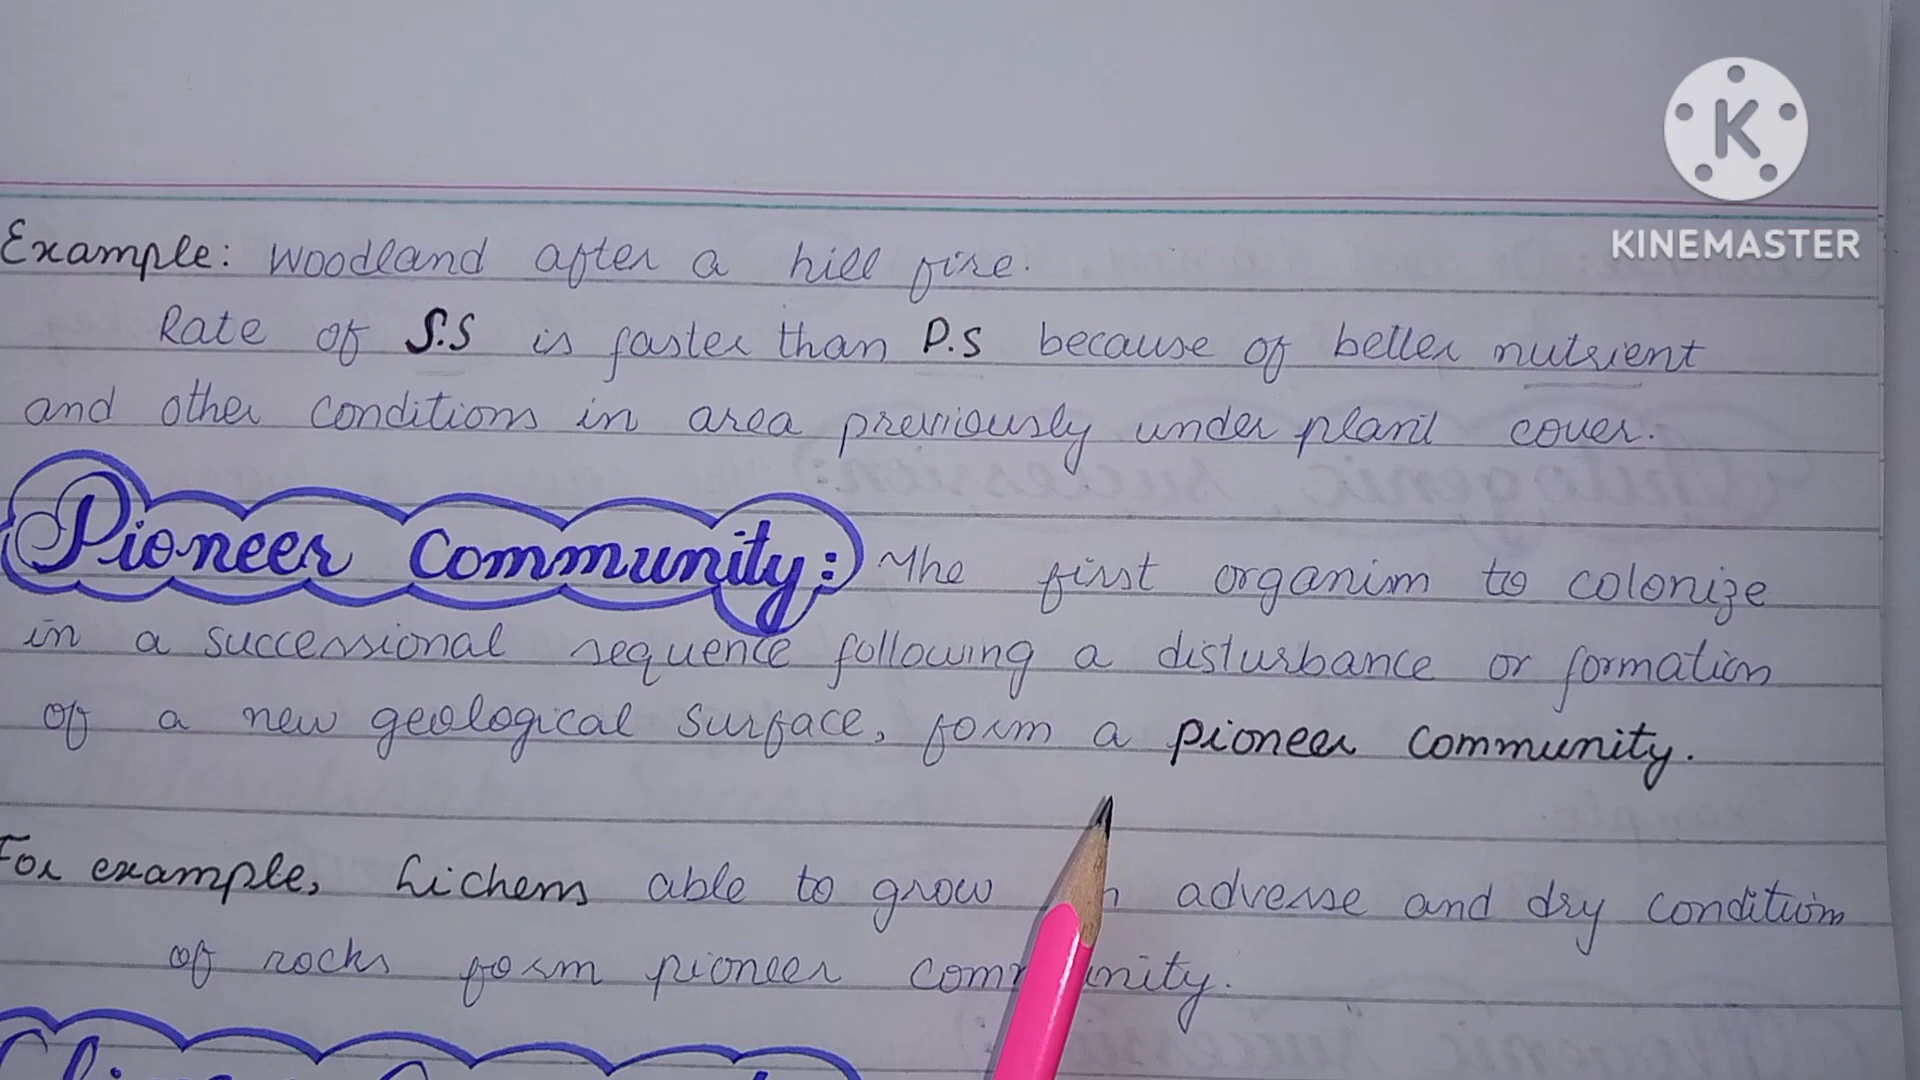 KINEMASTER
Example: Woodland after a hill fire.
Rate of S.S is faster than P.S because of better nutrient
and other conditions in area previously under plant cover.
Pioneer Community: The first organism to colonize
in a successional sequence following a disturbance or formation
of a new geological surface, form a pioneer community.
For example, Lichens able to grow adverse and dry condition
of rocks form pioneer community.